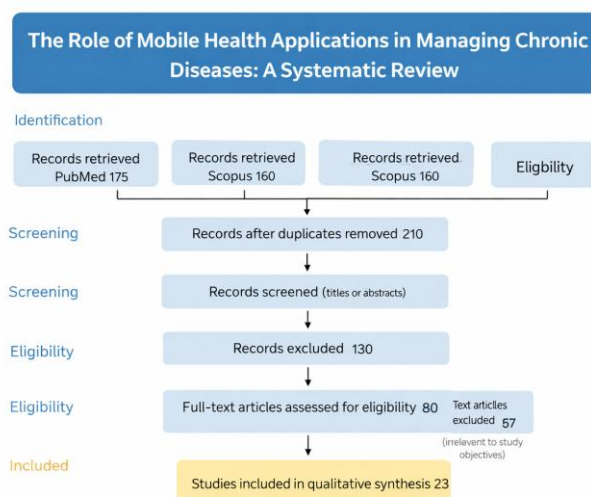 The Role of Mobile Health Applications in Managing Chronic
Diseases: A Systematic Review
Identification
Records retrieved
PubMed 175
Records retrieved
Scopus 160
Records retrieved.
Scopus 160
Eligbility
Screening
Records after duplicates removed 210
Screening
Records screened (titles or abstracts)
Eligibility
Records excluded 130
Eligibility
Full-text articles assessed for eligibility 80
Text articlles
excluded 57
(irrelavent to study
objectives)
Included
Studies included in qualitative synthesis 23